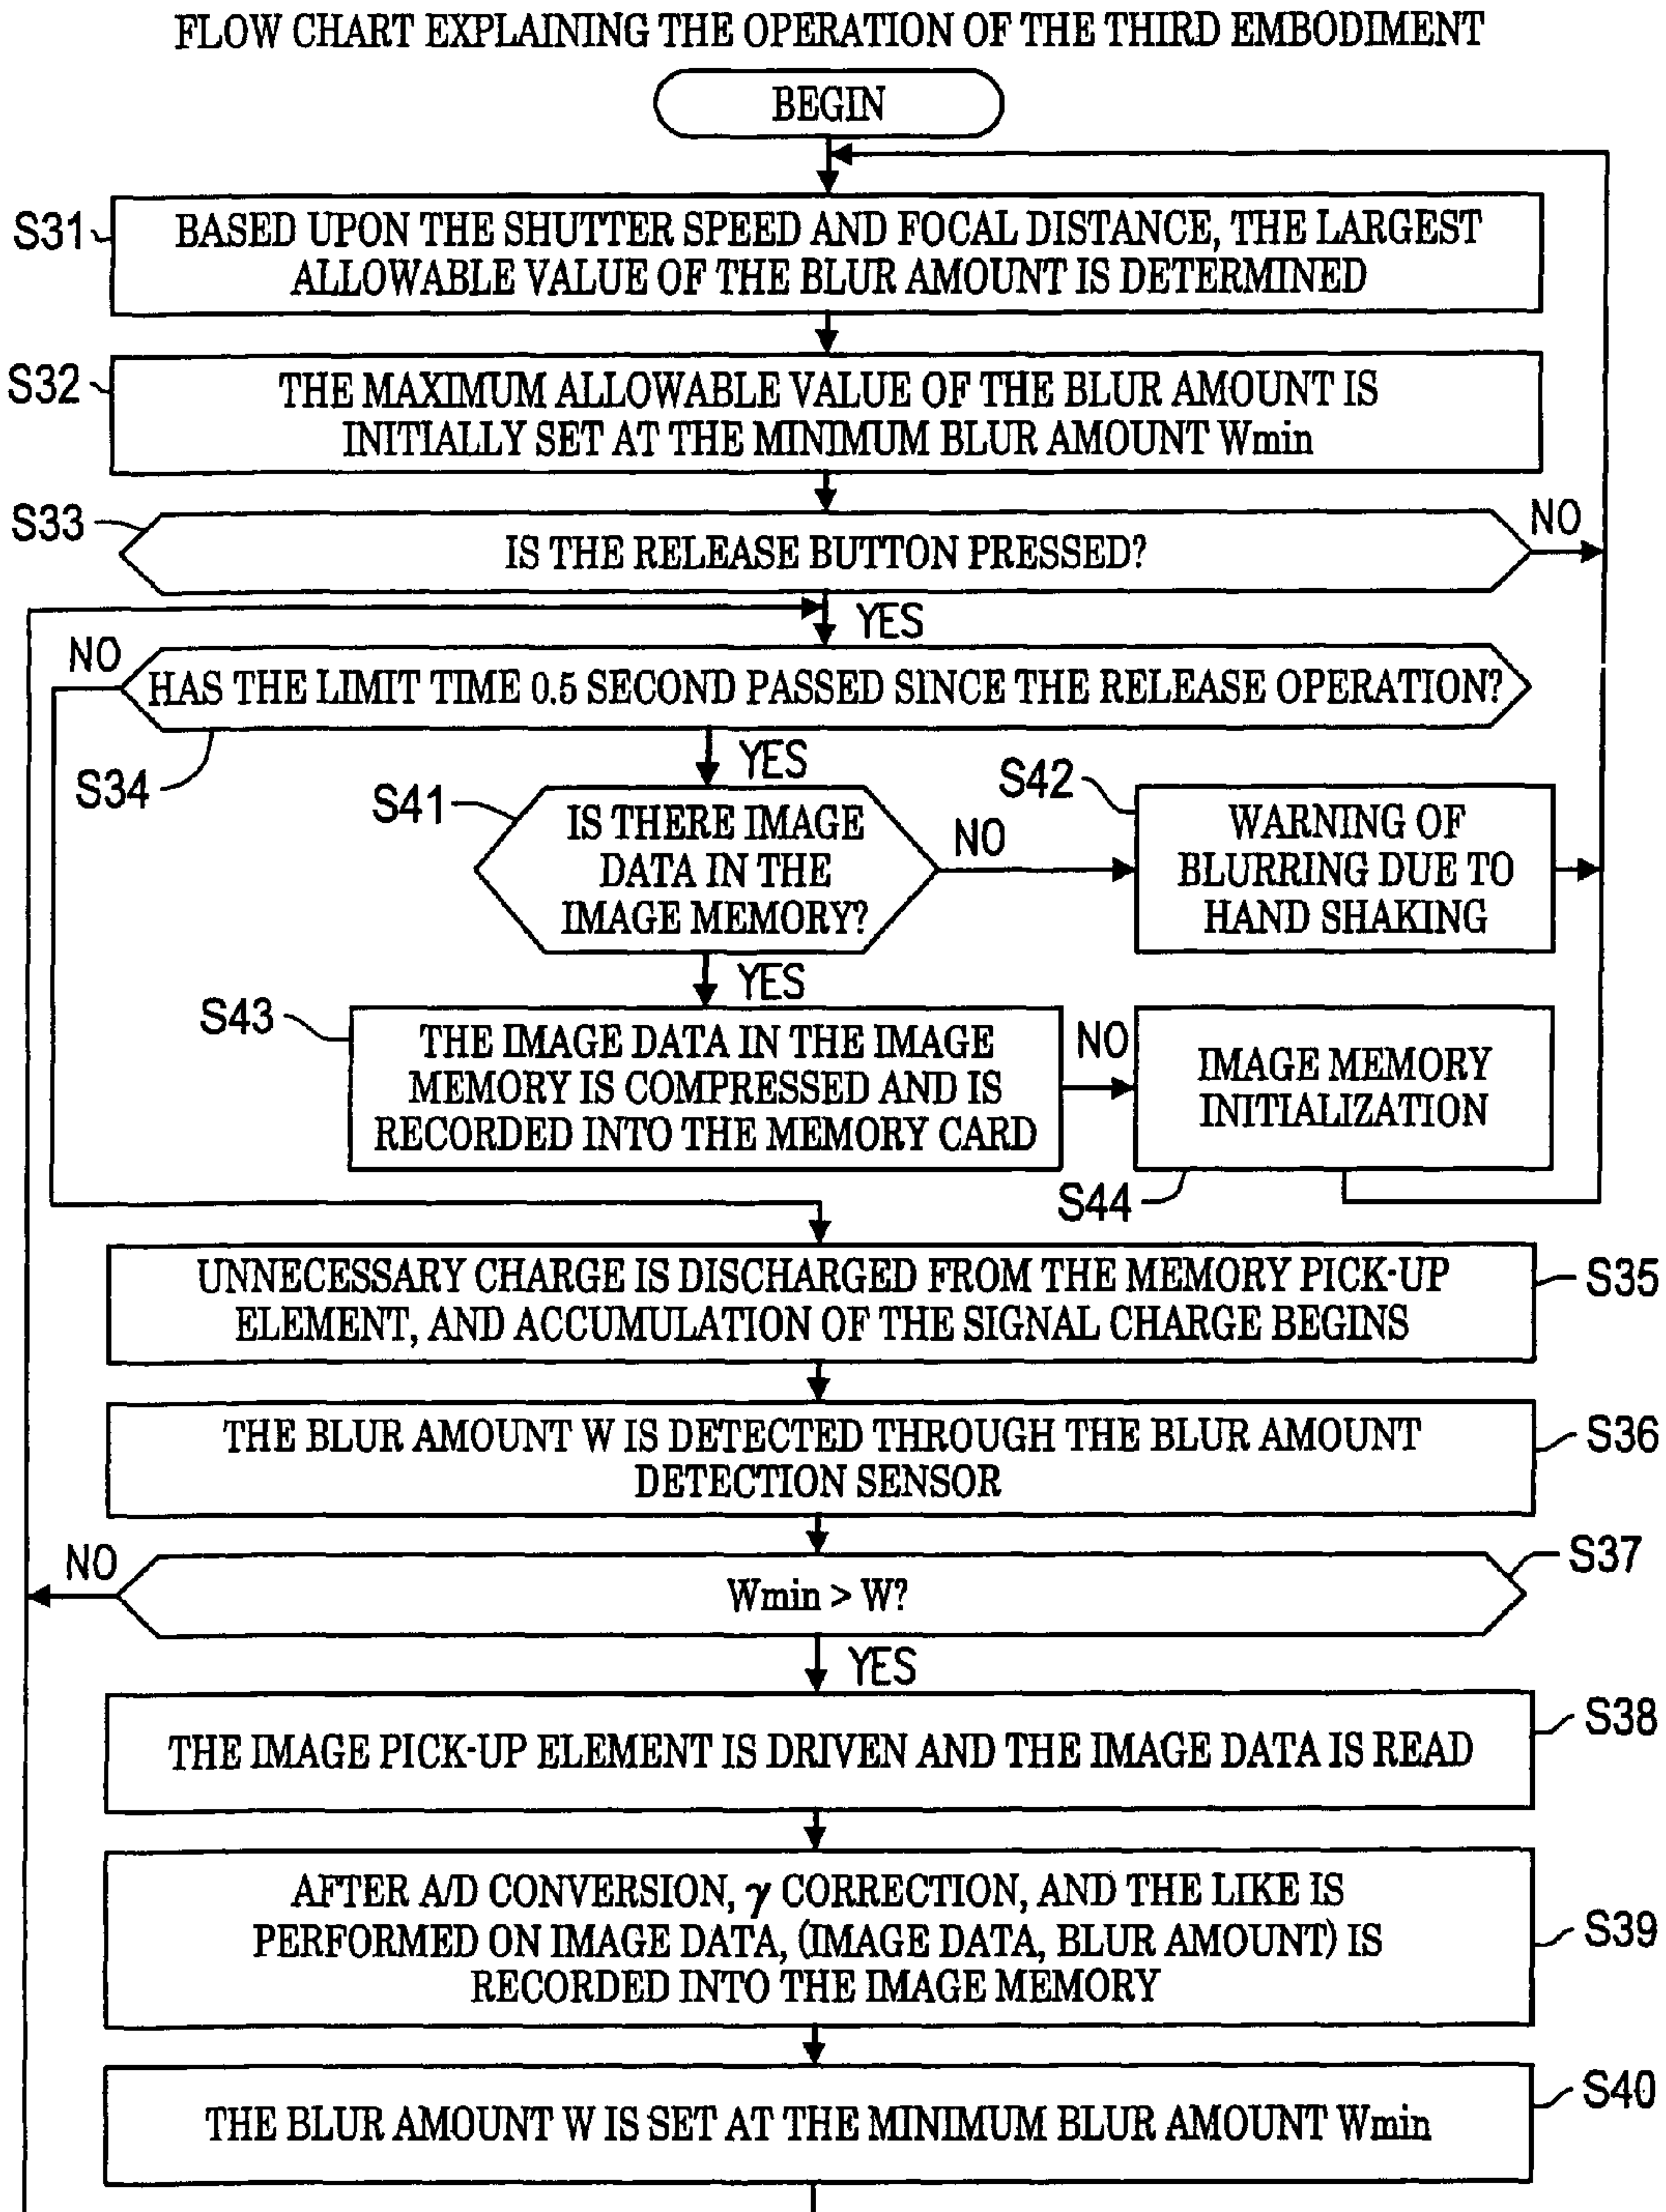 FLOW CHART EXPLAINING THE OPERATION OF THE THIRD EMBODIMENT
BEGIN
S31
BASED UPON THE SHUTTER SPEED AND FOCAL DISTANCE, THE LARGEST
ALLOWABLE VALUE OF THE BLUR AMOUNT IS DETERMINED
S32
THE MAXIMUM ALLOWABLE VALUE OF THE BLUR AMOUNT IS
INITIALLY SET AT THE MINIMUM BLUR AMOUNT Wmin
S33
IS THE RELEASE BUTTON PRESSED?
NO
YES
NO
HAS THE LIMIT TIME 0.5 SECOND PASSED SINCE THE RELEASE OPERATION?
S34
YES
S41
IS THERE IMAGE
DATA IN THE
IMAGE MEMORY?
NO
S42
WARNING OF
BLURRING DUE TO
HAND SHAKING
YES
S43
THE IMAGE DATA IN THE IMAGE
MEMORY IS COMPRESSED AND IS
RECORDED INTO THE MEMORY CARD
NO
IMAGE MEMORY
INITIALIZATION
S44
UNNECESSARY CHARGE IS DISCHARGED FROM THE MEMORY PICK-UP
ELEMENT, AND ACCUMULATION OF THE SIGNAL CHARGE BEGINS
S35
THE BLUR AMOUNT W IS DETECTED THROUGH THE BLUR AMOUNT
DETECTION SENSOR
S36
NO
Wmin > W?
S37
YES
THE IMAGE PICK-UP ELEMENT IS DRIVEN AND THE IMAGE DATA IS READ
S38
AFTER A/D CONVERSION, γ CORRECTION, AND THE LIKE IS
PERFORMED ON IMAGE DATA, (IMAGE DATA, BLUR AMOUNT) IS
RECORDED INTO THE IMAGE MEMORY
S39
THE BLUR AMOUNT W IS SET AT THE MINIMUM BLUR AMOUNT Wmin
S40